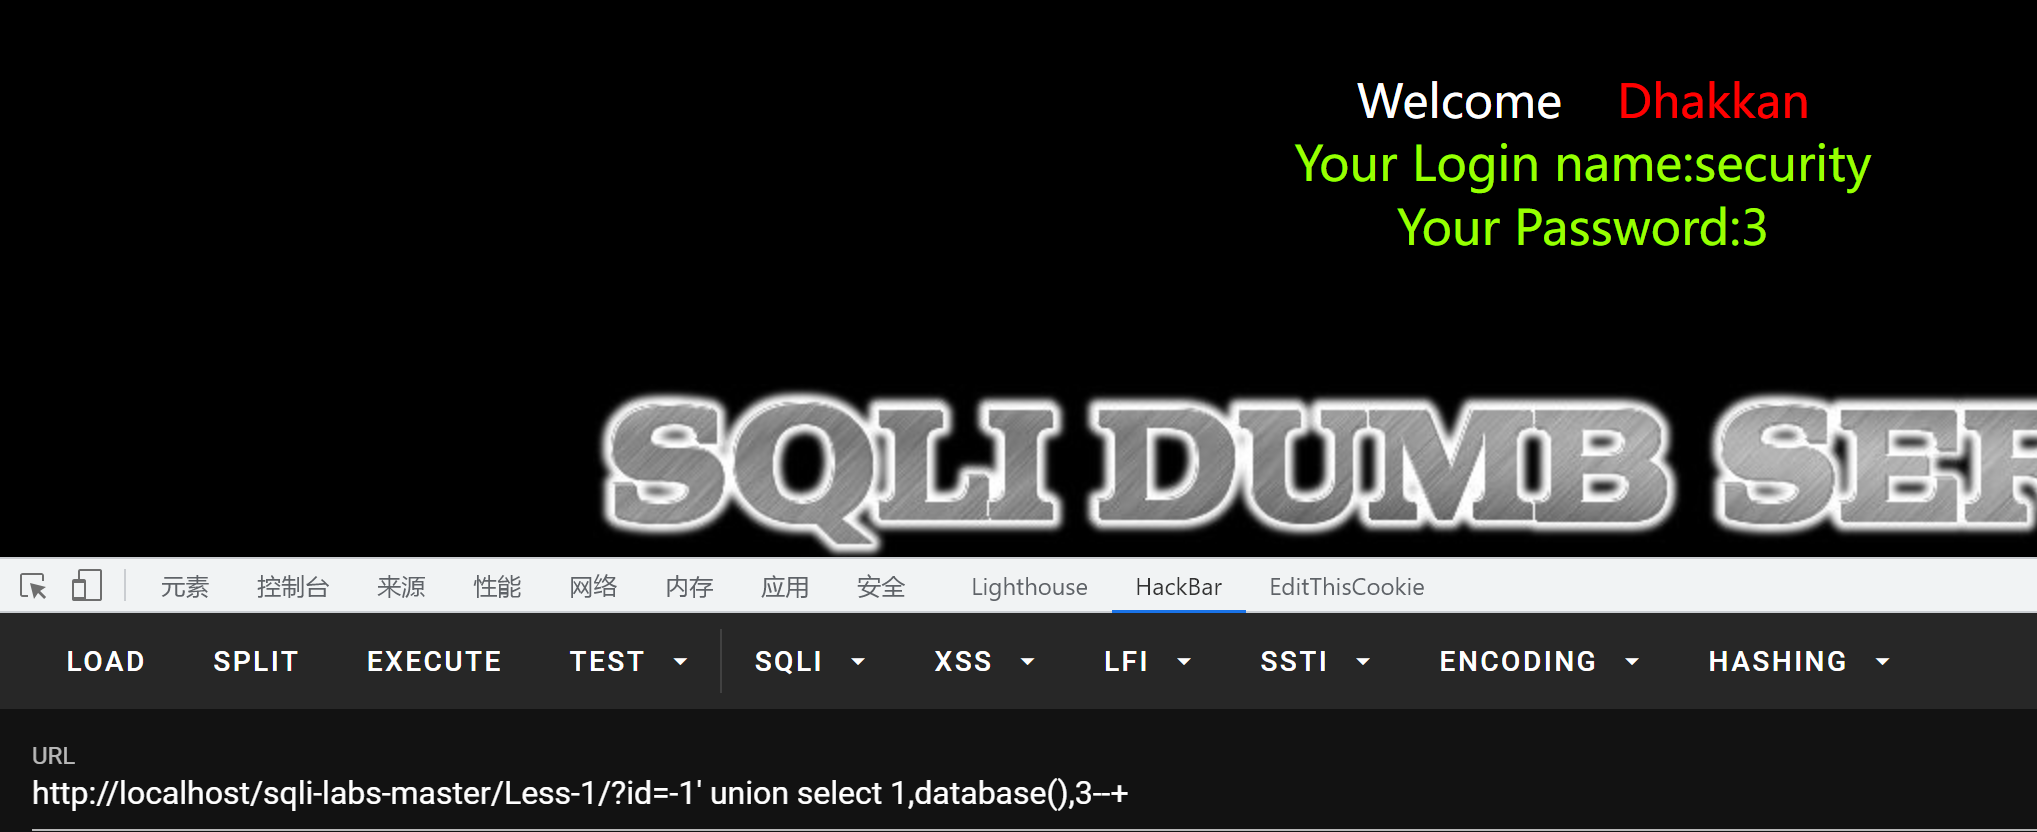 Welcome Dhakkan
Your Login name:security
Your Password:3
SQLI DUMB SER
元素 控制台 来源 性能 网络 内存 应用 安全 Lighthouse HackBar EditThisCookie
LOAD SPLIT EXECUTE TEST SQLI XSS LFI SSTI ENCODING HASHING
URL
http://localhost/sqli-labs-master/Less-1/?id=-1' union select 1,database(),3--+